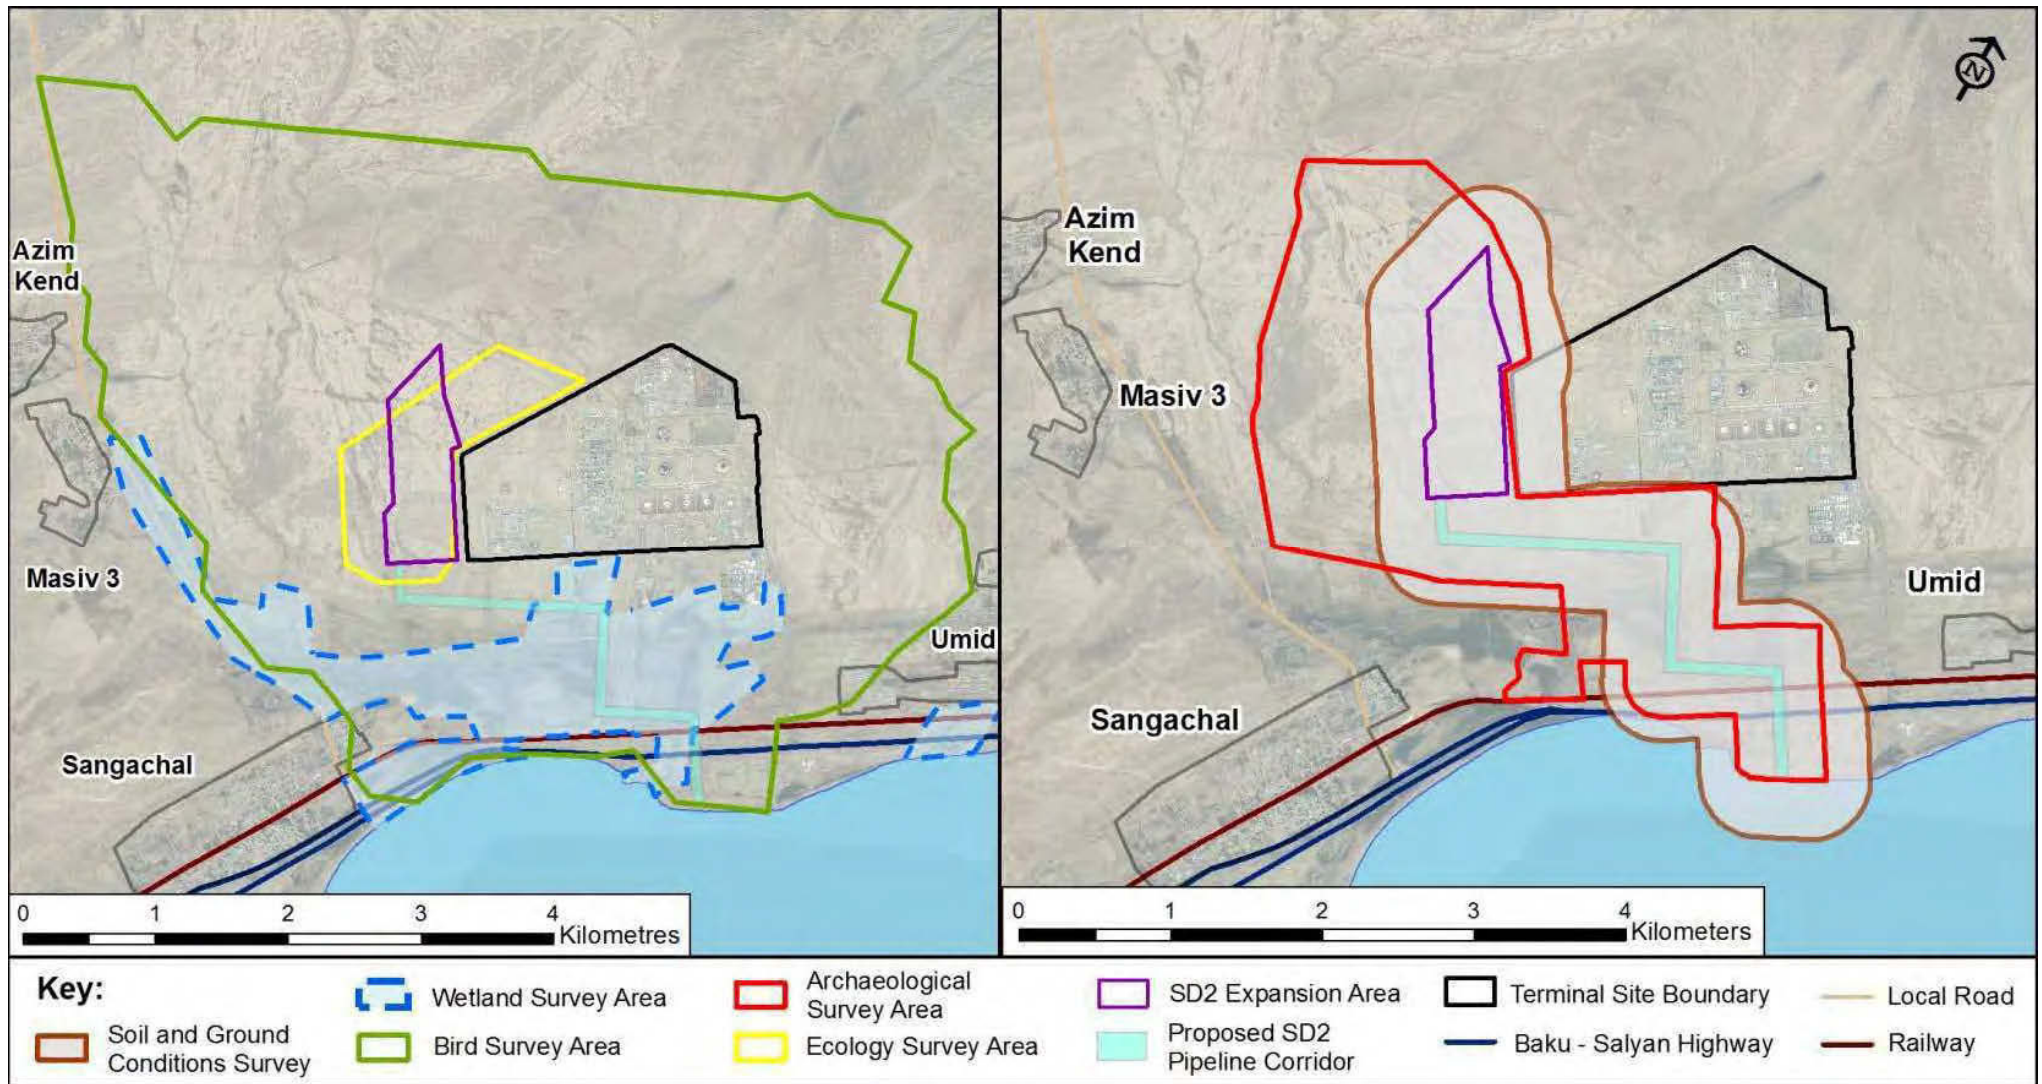 Azim
Kend
Masiv 3
Sangachal
Umid
0 1 2 3 4
Kilometres
N
Azim
Kend
Masiv 3
Sangachal
Umid
0 1 2 3 4
Kilometers
Key:
Soil and Ground
Conditions Survey
Wetland Survey Area
Bird Survey Area
Archaeological
Survey Area
Ecology Survey Area
SD2 Expansion Area
Proposed SD2
Pipeline Corridor
Terminal Site Boundary
Baku - Salyan Highway
Local Road
Railway